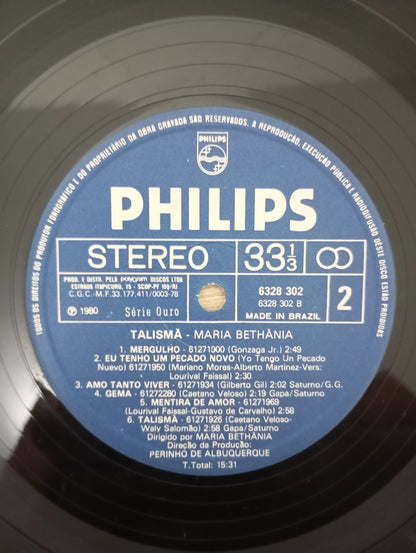 TODOS OS DIREITOS DO PRODUTOR FONOGRÁFICO E DO PROPRIETÁRIO DA OBRA GRAVADA SÃO RESERVADOS. A REPRODUÇÃO, EXECUÇÃO PÚBLICA E RADIODIFUSÃO DESTE DISCO ESTÃO PROIBIDAS
PHILIPS
PHILIPS
STEREO 33 1/3
PROD. E DISTR. PELA POLYGRAM DISCOS LTDA
ESTRADA ITAPICURU, 75 - SCDP-PF 159/RJ
C.G.C.-M.F.33.177.411/0003-78
℗ 1980 Série Ouro
6328 302
6328 302 B
MADE IN BRAZIL
2
TALISMÃ - MARIA BETHÂNIA
1. MERGULHO - 61271900 (Gonzaga Jr.) 2:49
2. EU TENHO UM PECADO NOVO (Yo Tengo Un Pecado
Nuevo) 61271950 (Mariano Mores-Alberto Martinez-Vers:
Lourival Faissal) 2:30
3. AMO TANTO VIVER - 61271934 (Gilberto Gil) 2:02 Saturno/G.G.
4. GEMA - 61272280 (Caetano Veloso) 2:19 Gapa/Saturno
5. MENTIRA DE AMOR - 61271969
(Lourival Faissal-Gustavo de Carvalho) 2:58
6. TALISMÃ - 61271926 (Caetano Veloso-
Waly Salomão) 2:58 Gapa/Saturno
Dirigido por MARIA BETHÂNIA
Direção da Produção:
PERINHO DE ALBUQUERQUE
T.Total: 15:31